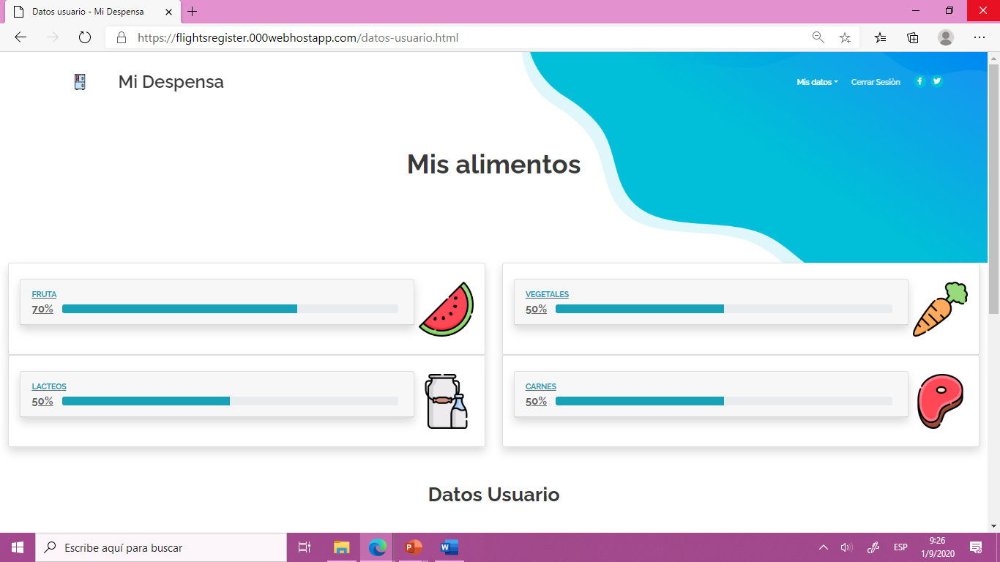 Datos usuario - Mi Despensa
https://flightsregister.000webhostapp.com/datos-usuario.html
Mi Despensa
Mis datos
Cerrar Sesiòn
Mis alimentos
FRUTA
70%
VEGETALES
50%
LACTEOS
50%
CARNES
50%
Datos Usuario
Escribe aquí para buscar
ESP
9:26
1/9/2020